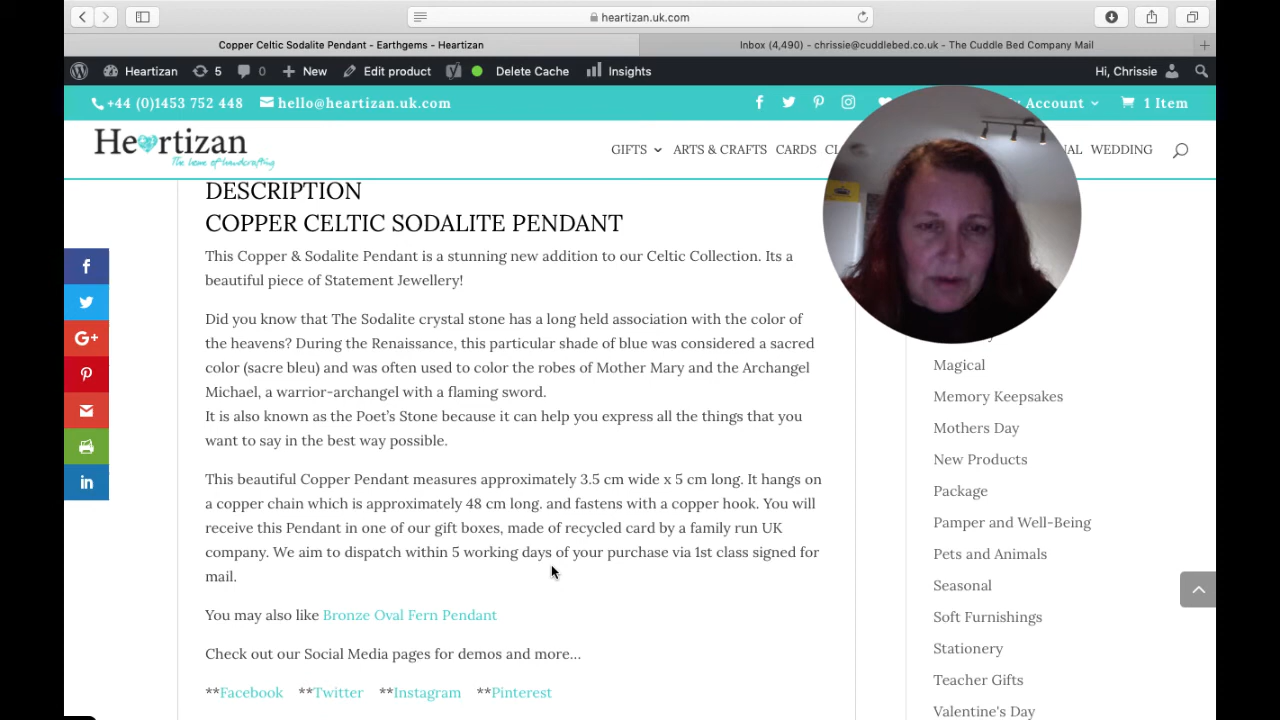 heartizan.uk.com
Copper Celtic Sodalite Pendant - Earthgems - Heartizan
Inbox (4,490) - chrissie@cuddlebed.co.uk - The Cuddle Bed Company Mail
Heartizan 5 0 New Edit product Delete Cache Insights Hi, Chrissie
+44 (0)1453 752 448 hello@heartizan.uk.com Account 1 Item
Heartizan
The love of handcrafting
GIFTS ARTS & CRAFTS CARDS WEDDING
DESCRIPTION
COPPER CELTIC SODALITE PENDANT
This Copper & Sodalite Pendant is a stunning new addition to our Celtic Collection. Its a
beautiful piece of Statement Jewellery!
Did you know that The Sodalite crystal stone has a long held association with the color of
the heavens? During the Renaissance, this particular shade of blue was considered a sacred
color (sacre bleu) and was often used to color the robes of Mother Mary and the Archangel
Michael, a warrior-archangel with a flaming sword.
It is also known as the Poet’s Stone because it can help you express all the things that you
want to say in the best way possible.
This beautiful Copper Pendant measures approximately 3.5 cm wide x 5 cm long. It hangs on
a copper chain which is approximately 48 cm long. and fastens with a copper hook. You will
receive this Pendant in one of our gift boxes, made of recycled card by a family run UK
company. We aim to dispatch within 5 working days of your purchase via 1st class signed for
mail.
You may also like Bronze Oval Fern Pendant
Check out our Social Media pages for demos and more…
**Facebook **Twitter **Instagram **Pinterest
Magical
Memory Keepsakes
Mothers Day
New Products
Package
Pamper and Well-Being
Pets and Animals
Seasonal
Soft Furnishings
Stationery
Teacher Gifts
Valentine's Day